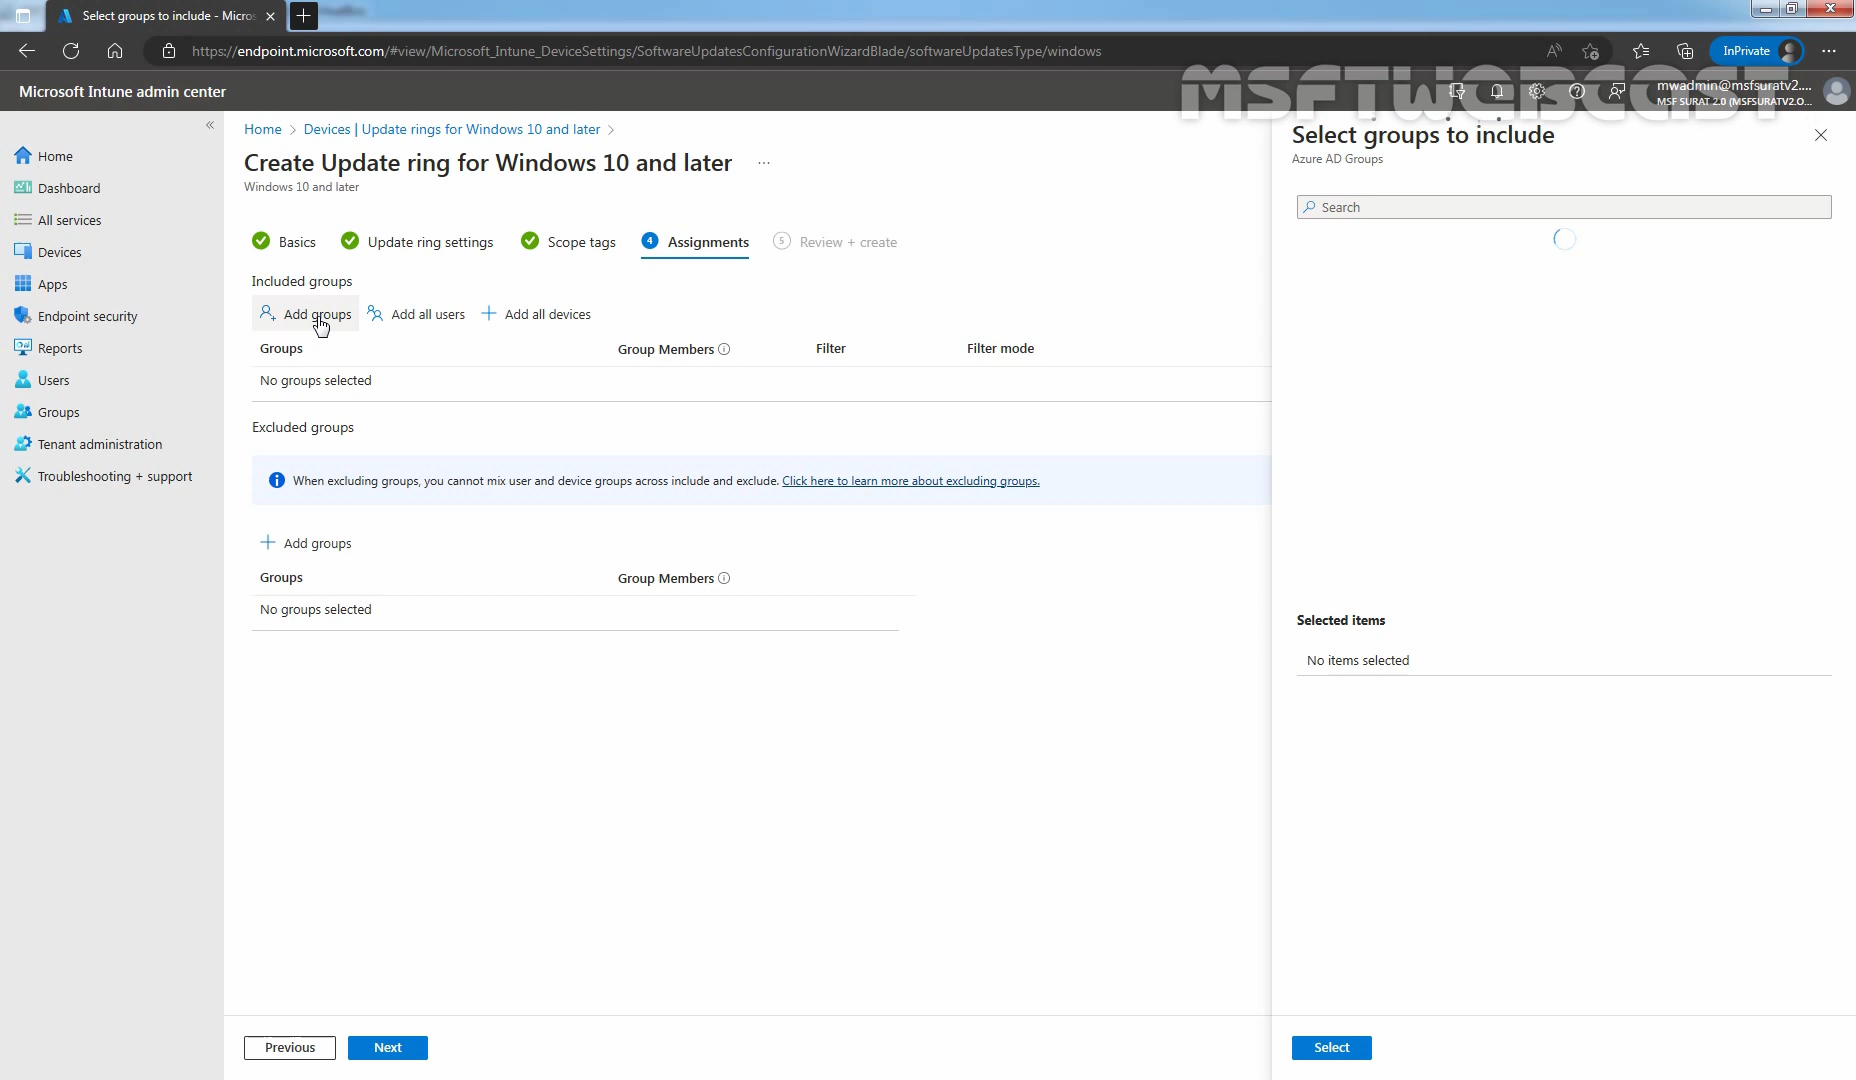 Select groups to include - Micros
https://endpoint.microsoft.com/#view/Microsoft_Intune_DeviceSettings/SoftwareUpdatesConfigurationWizardBlade/softwareUpdatesType/windows
InPrivate
MSFTWEBCAST
Microsoft Intune admin center
mwadmin@msfsuratv2....
MSF SURAT 2.0 (MSFSURATV2.O...
Home
Dashboard
All services
Devices
Apps
Endpoint security
Reports
Users
Groups
Tenant administration
Troubleshooting + support
Home > Devices | Update rings for Windows 10 and later >
Create Update ring for Windows 10 and later ...
Windows 10 and later
Basics Update ring settings Scope tags 4 Assignments 5 Review + create
Included groups
Add groups Add all users Add all devices
Groups Group Members Filter Filter mode
No groups selected
Excluded groups
When excluding groups, you cannot mix user and device groups across include and exclude. Click here to learn more about excluding groups.
Add groups
Groups Group Members
No groups selected
Previous Next
Select groups to include
Azure AD Groups
Search
Selected items
No items selected
Select